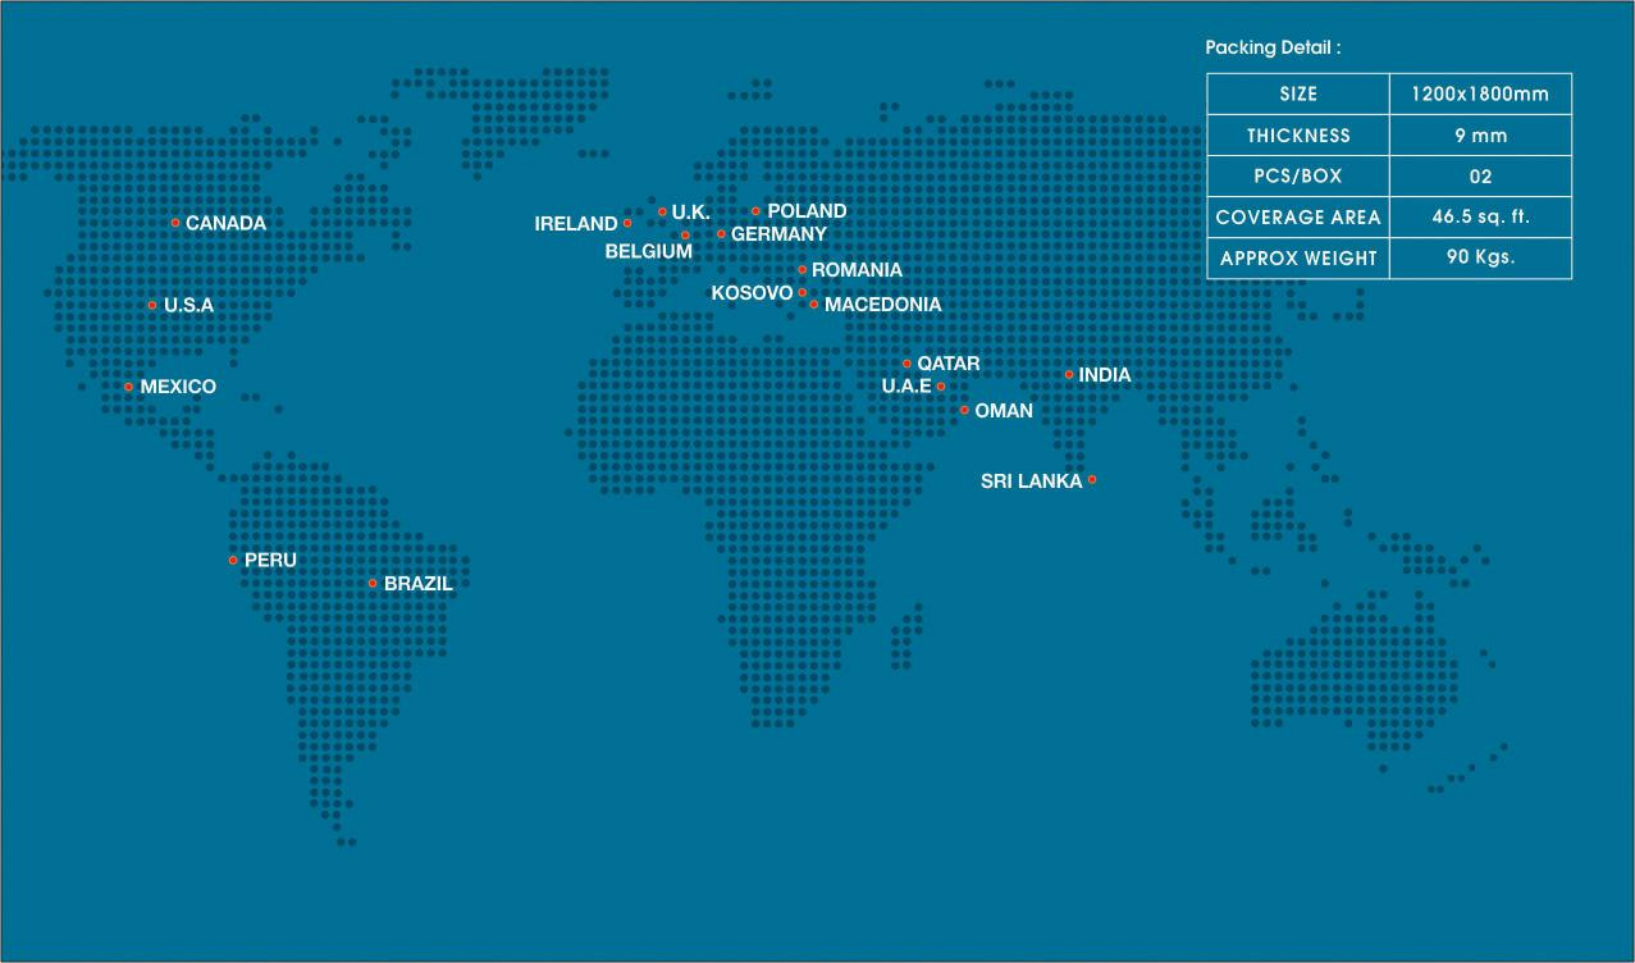 Packing Detail :
SIZE 1200x1800mm
THICKNESS 9 mm
PCS/BOX 02
COVERAGE AREA 46.5 sq. ft.
APPROX WEIGHT 90 Kgs.
CANADA
U.S.A
MEXICO
PERU
BRAZIL
IRELAND
U.K.
POLAND
BELGIUM
GERMANY
ROMANIA
KOSOVO
MACEDONIA
QATAR
U.A.E
OMAN
INDIA
SRI LANKA